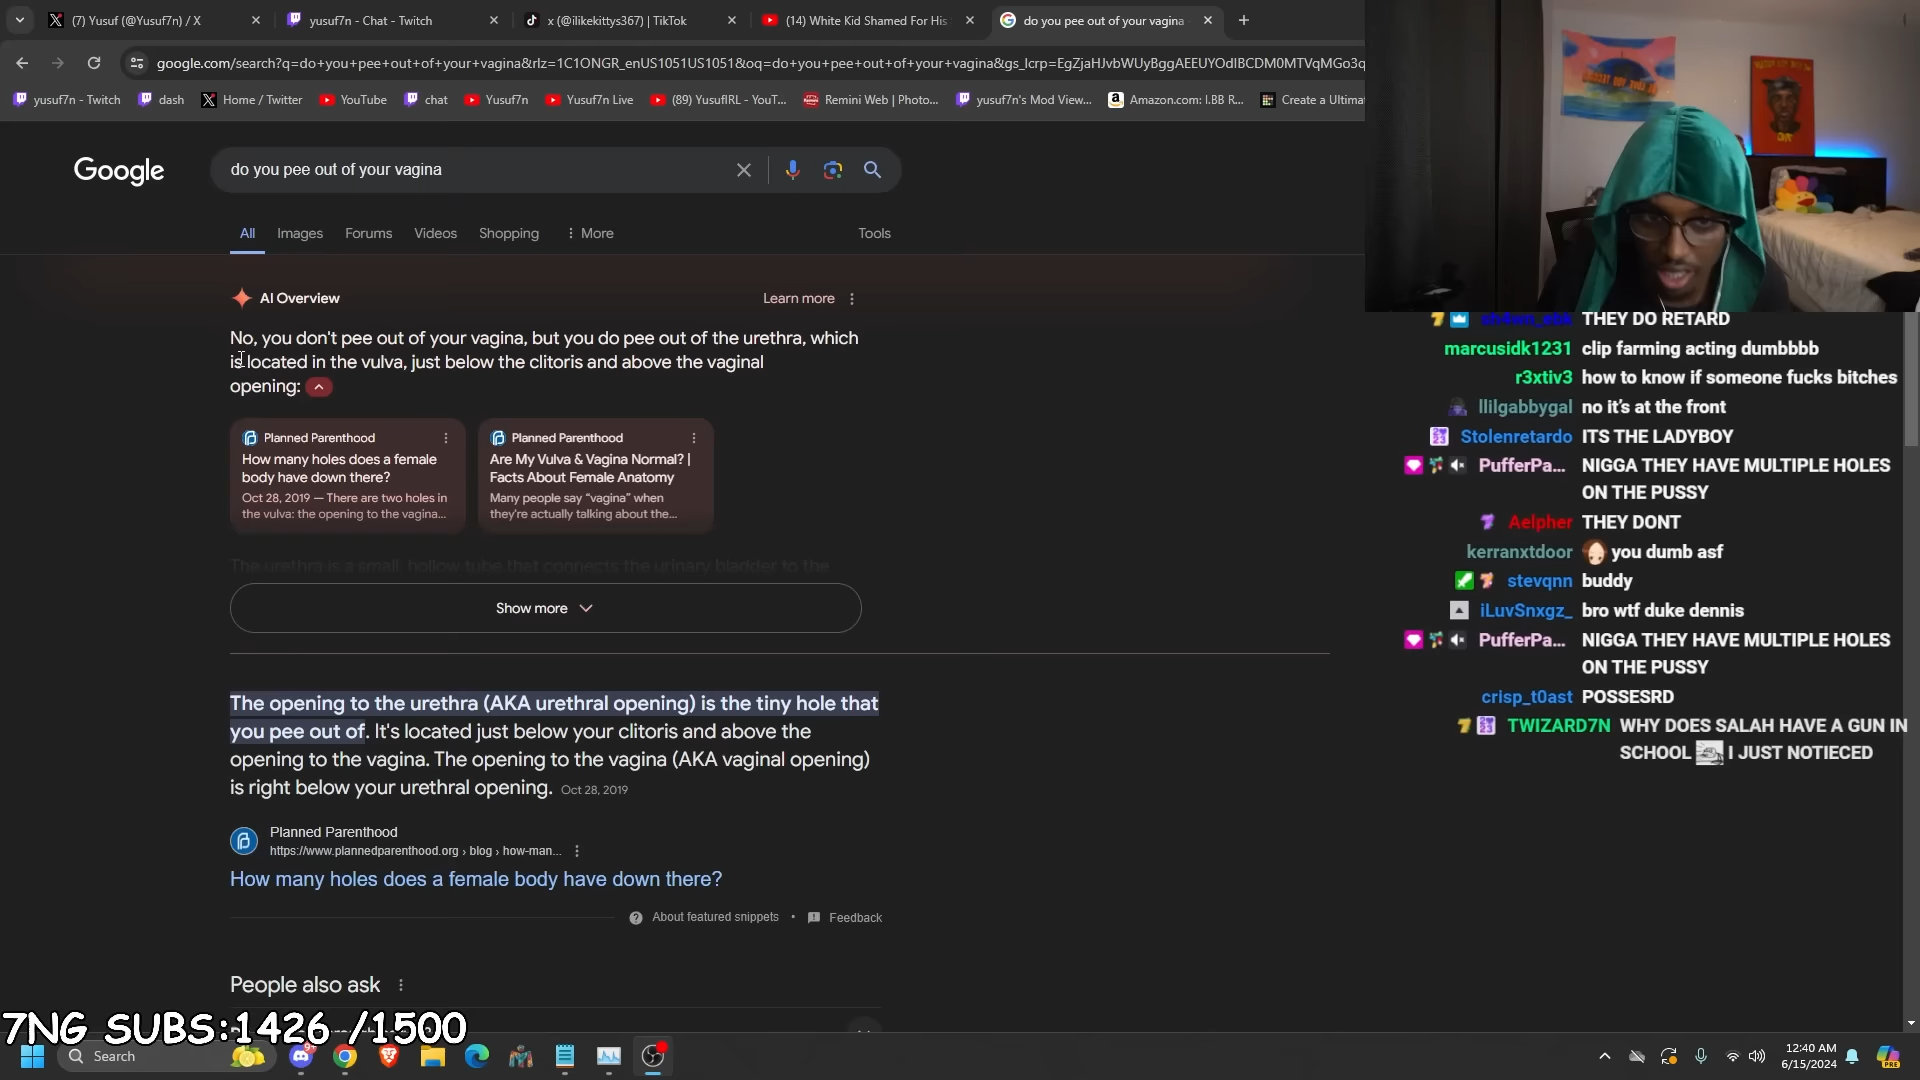 (7) Yusuf (@Yusuf7n) / X
yusuf7n - Chat - Twitch
x (@ilikekittys367) | TikTok
(14) White Kid Shamed For His
do you pee out of your vagina
google.com/search?q=do+you+pee+out+of+your+vagina&rlz=1C1ONGR_enUS1051US1051&oq=do+you+pee+out+of+your+vagina&gs_lcrp=EgZjaHJvbWUyBggAEEUYOdIBCDM0MTVqMGo3q
yusuf7n - Twitch
dash
Home / Twitter
YouTube
chat
Yusuf7n
Yusuf7n Live
(89) YusufIRL - YouT...
Remini Web | Photo...
yusuf7n's Mod View...
Amazon.com: I.BB R...
Create a Ultima
Google
do you pee out of your vagina
All
Images
Forums
Videos
Shopping
More
Tools
AI Overview
Learn more
No, you don't pee out of your vagina, but you do pee out of the urethra, which
is located in the vulva, just below the clitoris and above the vaginal
opening:
Planned Parenthood
How many holes does a female
body have down there?
Oct 28, 2019 — There are two holes in
the vulva: the opening to the vagina...
Planned Parenthood
Are My Vulva & Vagina Normal? |
Facts About Female Anatomy
Many people say “vagina” when
they're actually talking about the...
The urethra is a small, hollow tube that connects the urinary bladder to the
Show more
The opening to the urethra (AKA urethral opening) is the tiny hole that
you pee out of. It's located just below your clitoris and above the
opening to the vagina. The opening to the vagina (AKA vaginal opening)
is right below your urethral opening. Oct 28, 2019
Planned Parenthood
https://www.plannedparenthood.org › blog › how-man...
How many holes does a female body have down there?
About featured snippets
•
Feedback
People also ask
THEY DO RETARD
marcusidk1231 clip farming acting dumbbbb
r3xtiv3 how to know if someone fucks bitches
llilgabbygal no it's at the front
Stolenretardo ITS THE LADYBOY
PufferPa... NIGGA THEY HAVE MULTIPLE HOLES
ON THE PUSSY
Aelpher THEY DONT
kerranxtdoor you dumb asf
stevqnn buddy
iLuvSnxgz_ bro wtf duke dennis
PufferPa... NIGGA THEY HAVE MULTIPLE HOLES
ON THE PUSSY
crisp_t0ast POSSESRD
TWIZARD7N WHY DOES SALAH HAVE A GUN IN
SCHOOL I JUST NOTIECED
7NG SUBS:1426 /1500
Search
12:40 AM
6/15/2024